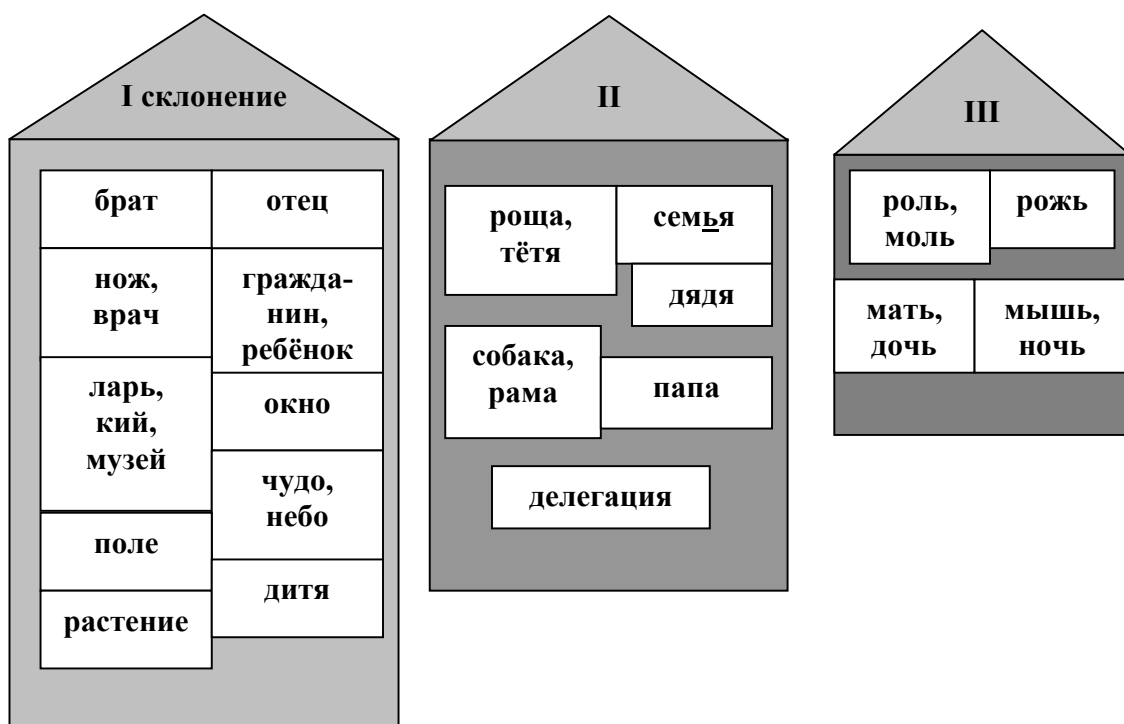 I склонение
брат
отец
нож,
врач
гражда-
нин,
ребёнок
ларь,
кий,
музей
окно
чудо,
небо
поле
дитя
растение
II
роща,
тётя
семья
дядя
собака,
рама
папа
делегация
III
роль,
моль
рожь
мать,
дочь
мышь,
ночь